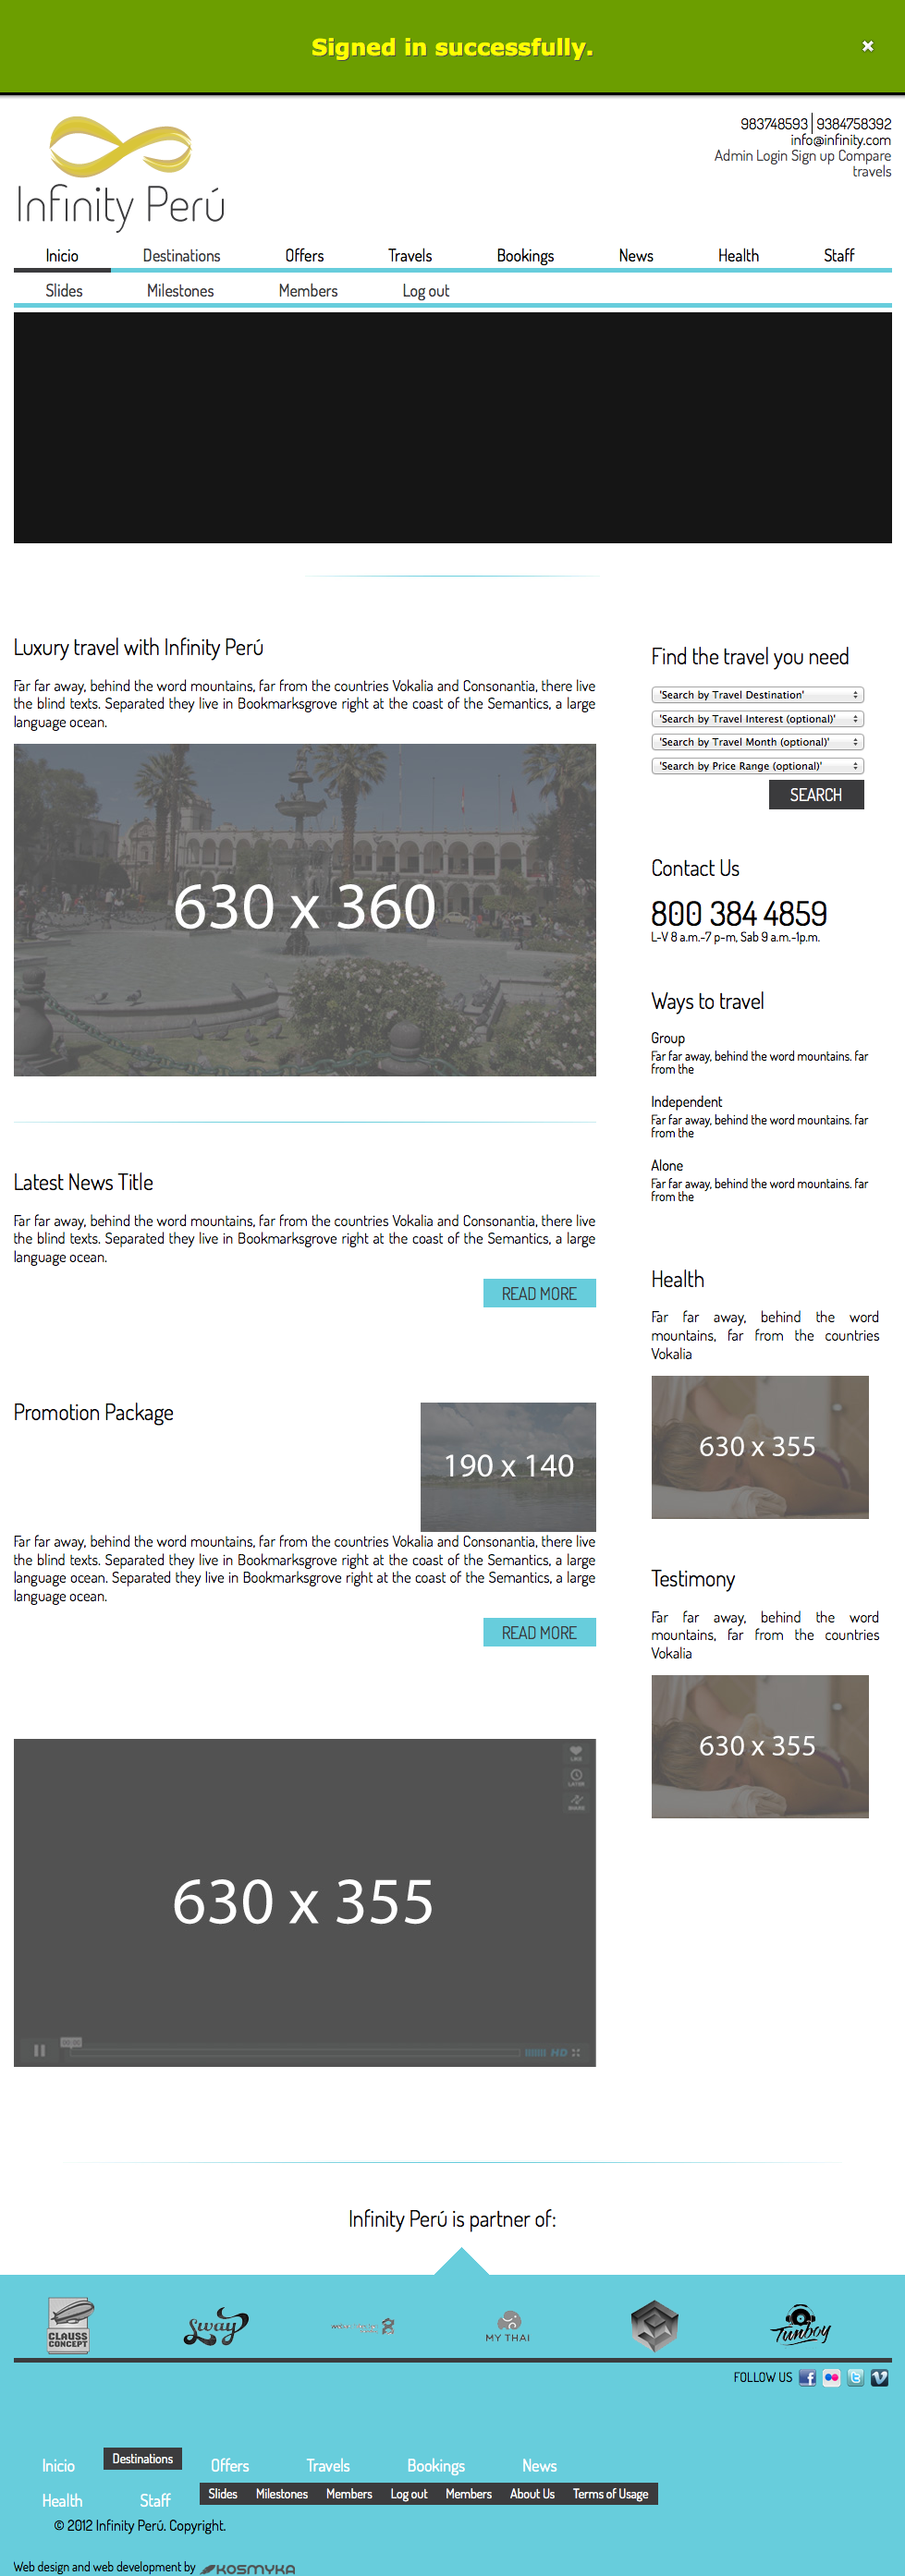 Signed in successfully.
×
983748593 | 9384758392
info@infinity.com
Admin Login Sign up Compare
travels
Infinity Perú
Inicio Destinations Offers Travels Bookings News Health Staff
Slides Milestones Members Log out
Luxury travel with Infinity Perú
Far far away, behind the word mountains, far from the countries Vokalia and Consonantia, there live
the blind texts. Separated they live in Bookmarksgrove right at the coast of the Semantics, a large
language ocean.
630 x 360
Latest News Title
Far far away, behind the word mountains, far from the countries Vokalia and Consonantia, there live
the blind texts. Separated they live in Bookmarksgrove right at the coast of the Semantics, a large
language ocean.
READ MORE
Promotion Package
190 x 140
Far far away, behind the word mountains, far from the countries Vokalia and Consonantia, there live
the blind texts. Separated they live in Bookmarksgrove right at the coast of the Semantics, a large
language ocean. Separated they live in Bookmarksgrove right at the coast of the Semantics, a large
language ocean.
READ MORE
LIKE
LATER
SHARE
630 x 355
HD
Find the travel you need
'Search by Travel Destination'
'Search by Travel Interest (optional)'
'Search by Travel Month (optional)'
'Search by Price Range (optional)'
SEARCH
Contact Us
800 384 4859
L-V 8 a.m.-7 p-m, Sab 9 a.m.-1p.m.
Ways to travel
Group
Far far away, behind the word mountains. far
from the
Independent
Far far away, behind the word mountains. far
from the
Alone
Far far away, behind the word mountains. far
from the
Health
Far far away, behind the word
mountains, far from the countries
Vokalia
630 x 355
Testimony
Far far away, behind the word
mountains, far from the countries
Vokalia
630 x 355
Infinity Perú is partner of:
CLAUSS
CONCEPT
Sway
MY THAI
Tunboy
FOLLOW US
Inicio Destinations Offers Travels Bookings News
Health Staff Slides Milestones Members Log out Members About Us Terms of Usage
© 2012 Infinity Perú. Copyright.
Web design and web development by KOSMYKA